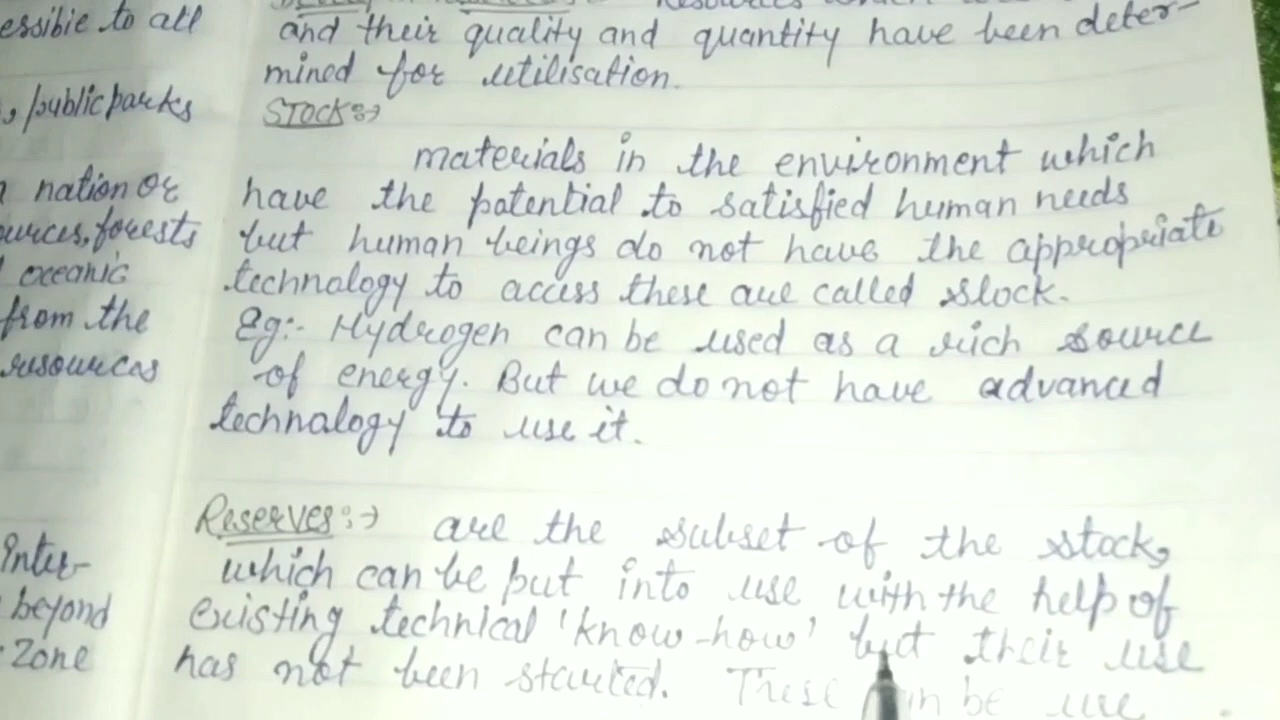 essible to all
, public parks
nation or
forests
oceanic
from the
resources
Inter-
beyond
Zone
and their quality and quantity have been deter-
mined for utilisation.
STOCK:→
materials in the environment which
have the potential to satisfied human needs
but human beings do not have the appropriate
technology to access these are called stock.
Eg:- Hydrogen can be used as a rich source
of energy. But we do not have advanced
technology to use it.
Reserves:→ are the subset of the stock,
which can be put into use with the help of
existing technical 'know-how' but their use
has not been started. These can be use